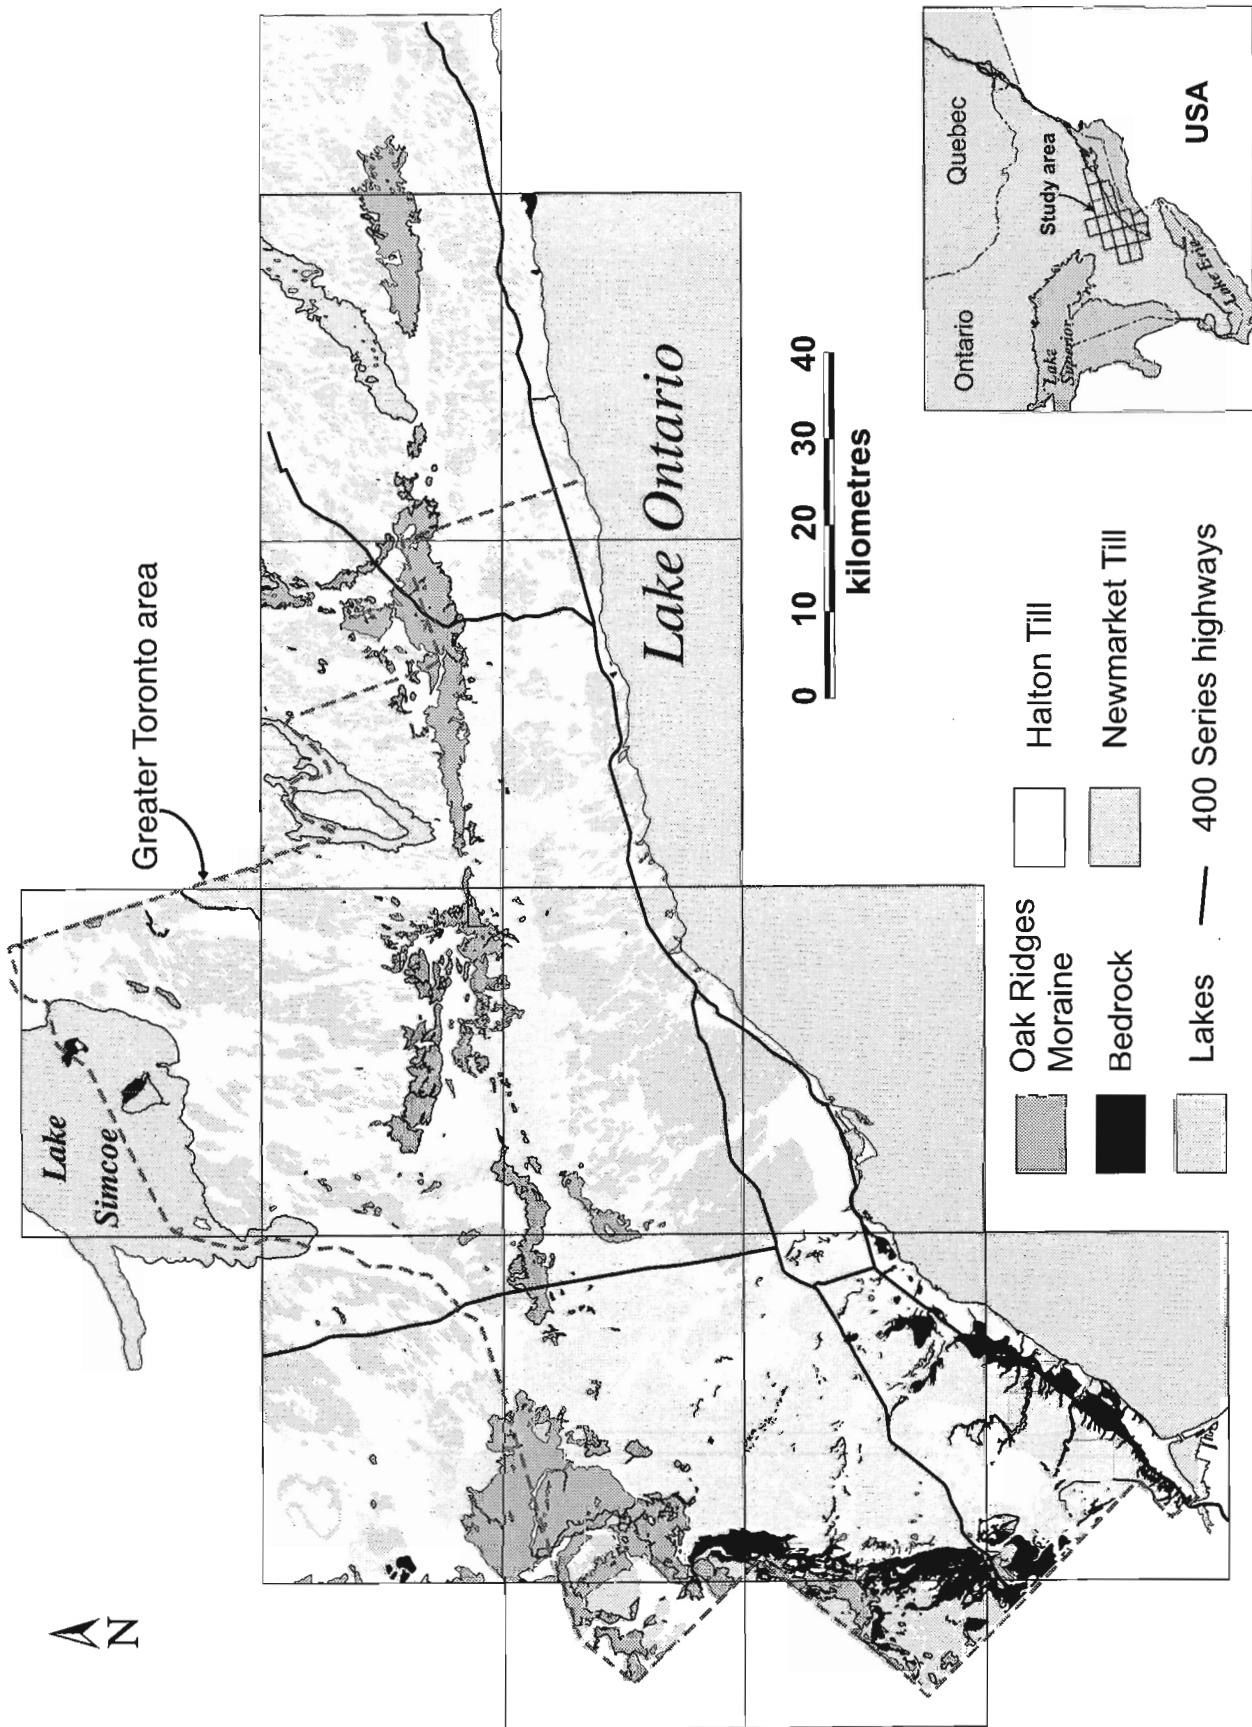 Lake
Simcoe
Greater Toronto area
Lake Ontario
N
0 10 20 30 40
kilometres
Oak Ridges
Moraine
Halton Till
Bedrock
Newmarket Till
Lakes
400 Series highways
Ontario
Quebec
Study area
Lake
Superior
Lake Erie
USA